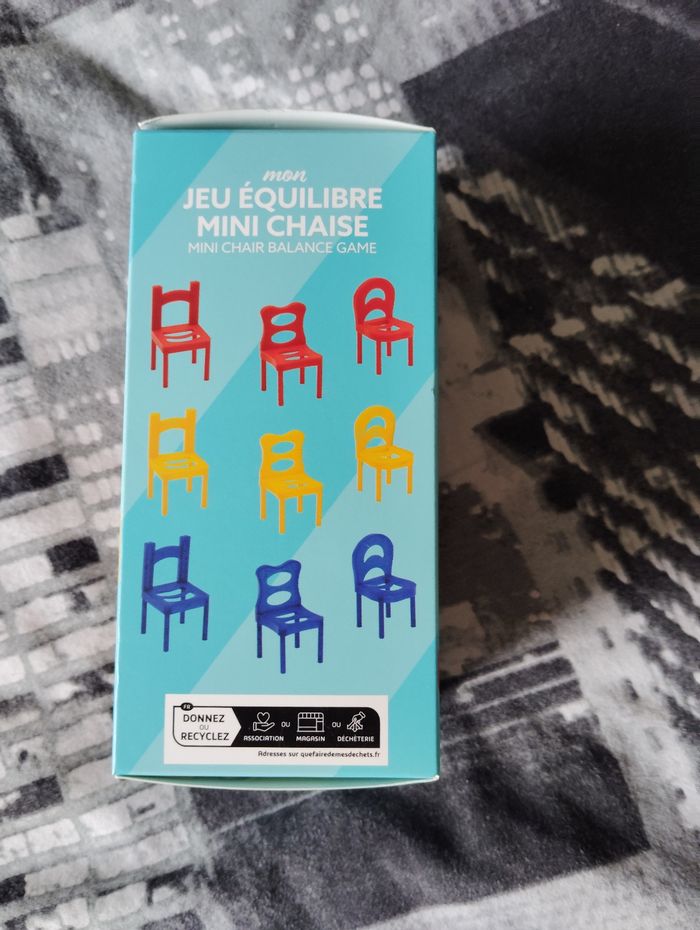 mon
JEU ÉQUILIBRE
MINI CHAISE
MINI CHAIR BALANCE GAME
FR
DONNEZ
OU
RECYCLEZ
ASSOCIATION OU MAGASIN OU DÉCHÈTERIE
Adresses sur quefairedemesdechets.fr